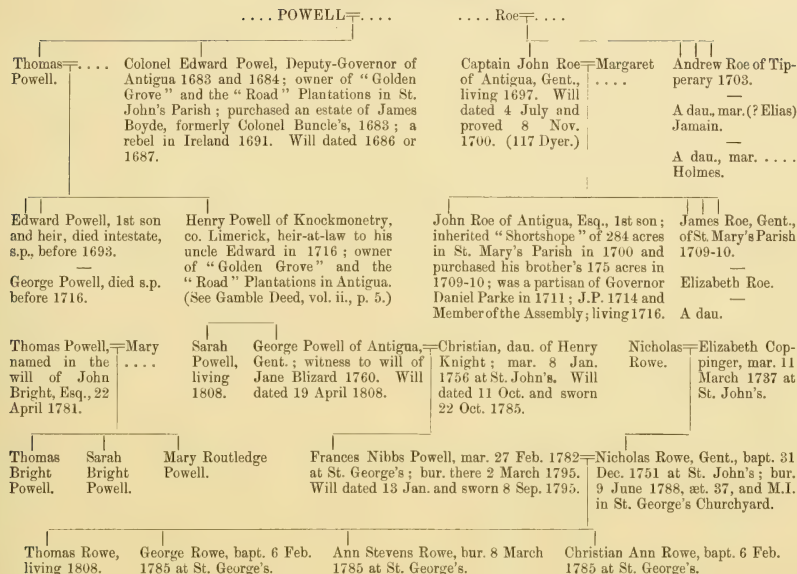 .... POWELL=.... .... Roe=....
Thomas=....
Powell.
Colonel Edward Powel, Deputy-Governor of
Antigua 1683 and 1684; owner of "Golden
Grove" and the "Road" Plantations in St.
John's Parish; purchased an estate of James
Boyde, formerly Colonel Buncle's, 1683; a
rebel in Ireland 1691. Will dated 1686 or
1687.
Captain John Roe=Margaret
of Antigua, Gent., ....
living 1697. Will
dated 4 July and
proved 8 Nov.
1700. (117 Dyer.)
Andrew Roe of Tip-
perary 1703.
—
A dau., mar. (? Elias)
Jamain.
—
A dau., mar. ....
Holmes.
Edward Powell, 1st son
and heir, died intestate,
s.p., before 1693.
—
George Powell, died s.p.
before 1716.
Henry Powell of Knockmonetry,
co. Limerick, heir-at-law to his
uncle Edward in 1716; owner
of "Golden Grove" and the
"Road" Plantations in Antigua.
(See Gamble Deed, vol. ii., p. 5.)
John Roe of Antigua, Esq., 1st son;
inherited "Shortshope" of 284 acres
in St. Mary's Parish in 1700 and
purchased his brother's 175 acres in
1709-10; was a partisan of Governor
Daniel Parke in 1711; J.P. 1714 and
Member of the Assembly; living 1716.
James Roe, Gent.,
of St. Mary's Parish
1709-10.
—
Elizabeth Roe.
—
A dau.
Thomas Powell,=Mary
named in the ....
will of John
Bright, Esq., 22
April 1781.
Sarah
Powell,
living
1808.
George Powell of Antigua,=Christian, dau. of Henry
Gent.; witness to will of Knight; mar. 8 Jan.
Jane Blizard 1760. Will 1756 at St. John's. Will
dated 19 April 1808. dated 11 Oct. and sworn
22 Oct. 1785.
Nicholas=Elizabeth Cop-
Rowe. pinger, mar. 11
March 1737 at
St. John's.
Thomas
Bright
Powell.
Sarah
Bright
Powell.
Mary Routledge
Powell.
Frances Nibbs Powell, mar. 27 Feb. 1782=Nicholas Rowe, Gent., bapt. 31
at St. George's; bur. there 2 March 1795. Dec. 1751 at St. John's; bur.
Will dated 13 Jan. and sworn 8 Sep. 1795. 9 June 1788, æt. 37, and M.I.
in St. George's Churchyard.
Thomas Rowe,
living 1808.
George Rowe, bapt. 6 Feb.
1785 at St. George's.
Ann Stevens Rowe, bur. 8 March
1785 at St. George's.
Christian Ann Rowe, bapt. 6 Feb.
1785 at St. George's.